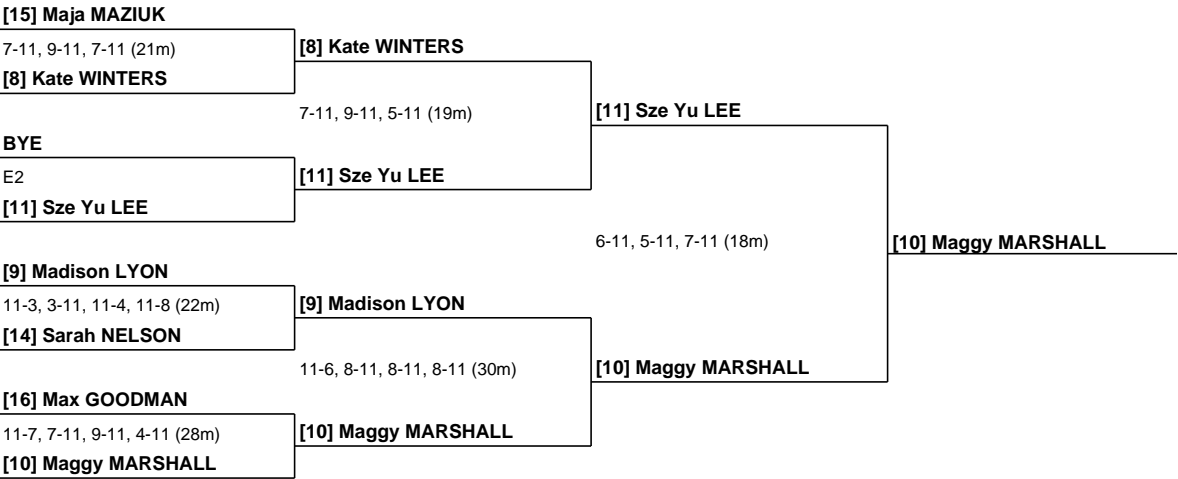 [15] Maja MAZIUK
7-11, 9-11, 7-11 (21m)
[8] Kate WINTERS
[8] Kate WINTERS
7-11, 9-11, 5-11 (19m)
[11] Sze Yu LEE
BYE
E2
[11] Sze Yu LEE
[11] Sze Yu LEE
6-11, 5-11, 7-11 (18m)
[10] Maggy MARSHALL
[9] Madison LYON
11-3, 3-11, 11-4, 11-8 (22m)
[9] Madison LYON
[14] Sarah NELSON
11-6, 8-11, 8-11, 8-11 (30m)
[10] Maggy MARSHALL
[16] Max GOODMAN
11-7, 7-11, 9-11, 4-11 (28m)
[10] Maggy MARSHALL
[10] Maggy MARSHALL